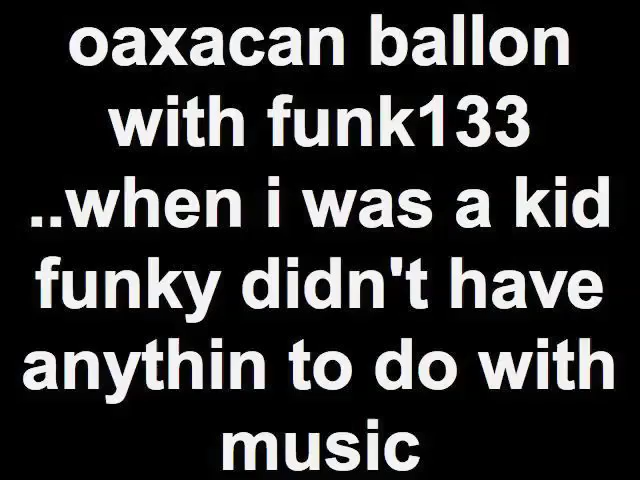 oaxacan ballon
with funk133
..when i was a kid
funky didn't have
anythin to do with
music